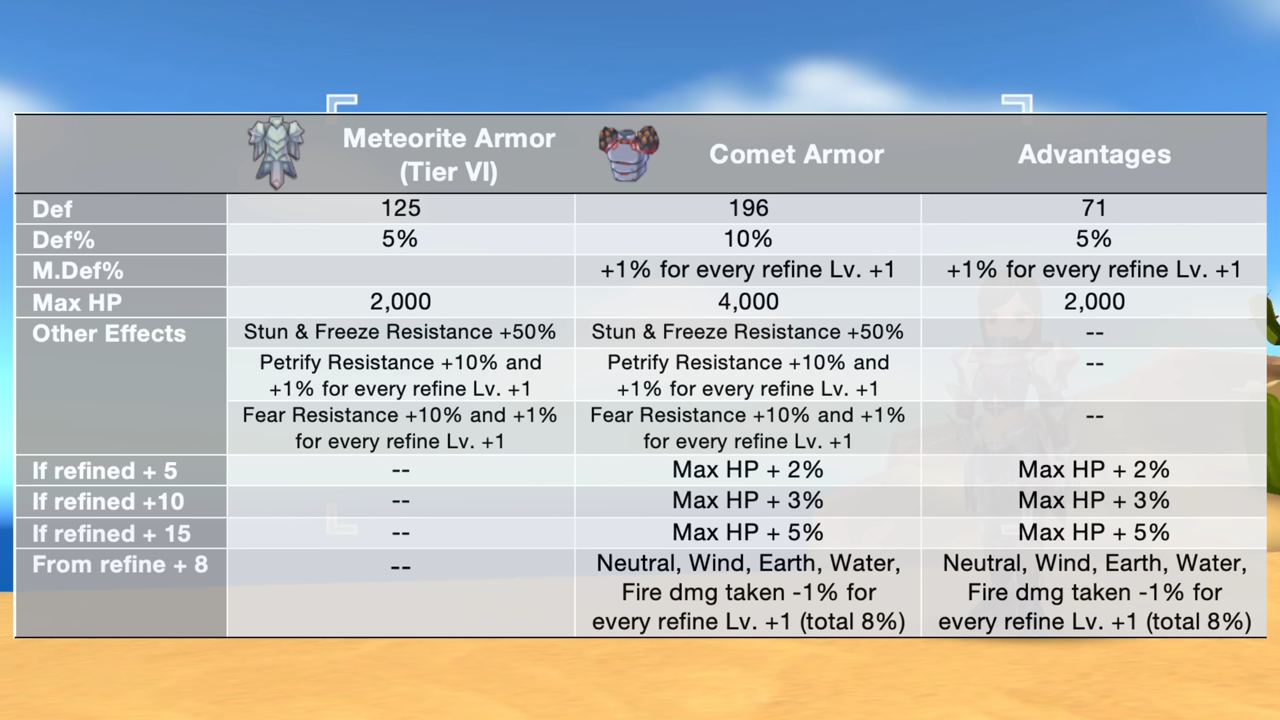 Meteorite Armor
(Tier VI)
Comet Armor
Advantages
Def
125
196
71
Def%
5%
10%
5%
M.Def%
+1% for every refine Lv. +1
+1% for every refine Lv. +1
Max HP
2,000
4,000
2,000
Other Effects
Stun & Freeze Resistance +50%
Stun & Freeze Resistance +50%
--
Petrify Resistance +10% and
+1% for every refine Lv. +1
Petrify Resistance +10% and
+1% for every refine Lv. +1
--
Fear Resistance +10% and +1%
for every refine Lv. +1
Fear Resistance +10% and +1%
for every refine Lv. +1
--
If refined + 5
--
Max HP + 2%
Max HP + 2%
If refined +10
--
Max HP + 3%
Max HP + 3%
If refined + 15
--
Max HP + 5%
Max HP + 5%
From refine + 8
--
Neutral, Wind, Earth, Water,
Fire dmg taken -1% for
every refine Lv. +1 (total 8%)
Neutral, Wind, Earth, Water,
Fire dmg taken -1% for
every refine Lv. +1 (total 8%)